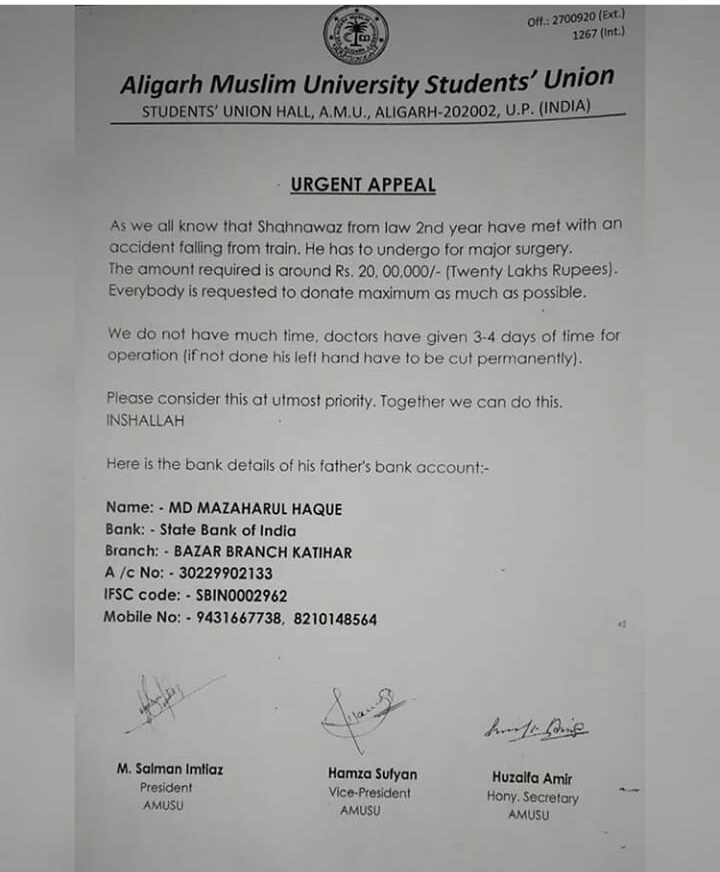 Off.: 2700920 (Ext.)
1267 (Int.)
Aligarh Muslim University Students' Union
STUDENTS' UNION HALL, A.M.U., ALIGARH-202002, U.P. (INDIA)
URGENT APPEAL
As we all know that Shahnawaz from law 2nd year have met with an
accident falling from train. He has to undergo for major surgery.
The amount required is around Rs. 20, 00,000/- (Twenty Lakhs Rupees).
Everybody is requested to donate maximum as much as possible.
We do not have much time, doctors have given 3-4 days of time for
operation (if not done his left hand have to be cut permanently).
Please consider this at utmost priority. Together we can do this.
INSHALLAH
Here is the bank details of his father's bank account:-
Name: - MD MAZAHARUL HAQUE
Bank: - State Bank of India
Branch: - BAZAR BRANCH KATIHAR
A /c No: - 30229902133
IFSC code: - SBIN0002962
Mobile No: - 9431667738, 8210148564
M. Salman Imtiaz
President
AMUSU
Hamza Sufyan
Vice-President
AMUSU
Huzaifa Amir
Hony. Secretary
AMUSU